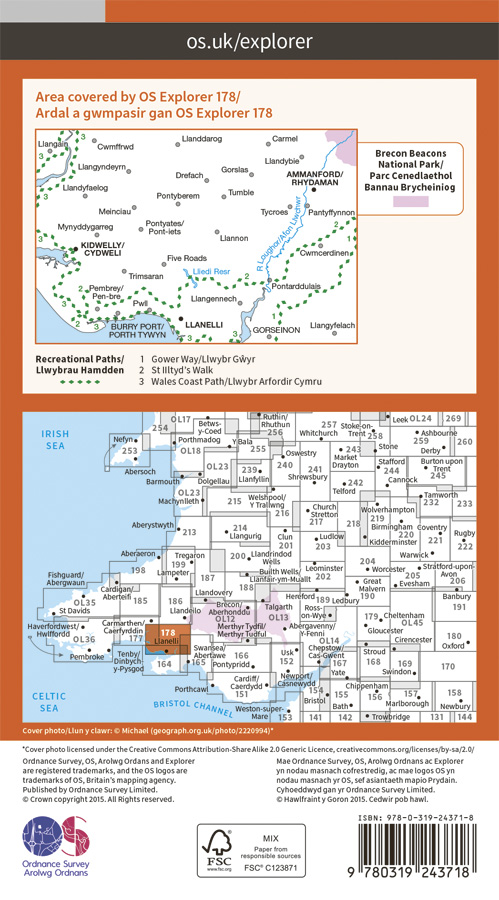 os.uk/explorer
Area covered by OS Explorer 178/
Ardal a gwmpasir gan OS Explorer 178
Llangain
Cwmffrwd
Llanddarog
Carmel
Llandybie
Llangyndeyrn
Drefach
Gorslas
AMMANFORD/
RHYDAMAN
Llandyfaelog
Pontyberem
Tumble
Meinciau
Tycroes
Pantyffynnon
Mynyddygarreg
Pontyates/
Pont-iets
Llannon
R Loughor/Afon Llwchwr
KIDWELLY/
CYDWELI
Cwmcerdinen
Five Roads
Trimsaran
Lliedi Resr
Pontarddulais
Pembrey/
Pen-bre
Pwll
Llangennech
BURRY PORT/
PORTH TYWYN
LLANELLI
GORSEINON
Llangyfelach
3
3
3
3
2
3
2
2
1
1
Brecon Beacons
National Park/
Parc Cenedlaethol
Bannau Brycheiniog
Recreational Paths/
Llwybrau Hamdden
1 Gower Way/Llwybr Gŵyr
2 St Illtyd's Walk
3 Wales Coast Path/Llwybr Arfordir Cymru
IRISH
SEA
CELTIC
SEA
BRISTOL CHANNEL
OL17
Betws-
y-Coed
Ruthin/
Rhuthun
256
257
Whitchurch
Stoke-on-
Trent
258
Leek
OL24
269
254
Nefyn
253
Porthmadog
OL18
Y Bala
255
Oswestry
240
243
Market
Drayton
Stone
Ashbourne
259
Derby
260
Abersoch
Barmouth
OL23
Dolgellau
239
Llanfyllin
241
Shrewsbury
242
Telford
Stafford
244
Cannock
Burton upon
Trent
245
OL23
Machynlleth
215
Welshpool/
Y Trallwng
216
Church
Stretton
217
218
Wolverhampton
219
Birmingham
220
Kidderminster
Tamworth
232
233
Coventry
221
Rugby
222
Aberystwyth
213
214
Llangurig
Clun
201
Ludlow
203
Warwick
Aberaeron
198
Tregaron
199
Lampeter
187
200
Llandrindod
Wells
Builth Wells/
Llanfair-ym-Muallt
188
Leominster
202
204
Worcester
Great
Malvern
190
Stratford-upon-
Avon
205
206
Evesham
Fishguard/
Abergwaun
OL35
St Davids
Cardigan/
Aberteifi
185
186
Llandovery
Hereford
189
Ledbury
Banbury
191
Haverfordwest/
Hwlffordd
OL36
Pembroke
Carmarthen/
Caerfyrddin
177
Llandeilo
Brecon/
Aberhonddu
OL12
Merthyr Tydfil/
Merthyr Tudful
Talgarth
OL13
Abergavenny/
Y-Fenni
Ross-
on-Wye
OL14
179
Gloucester
Cheltenham
OL45
Cirencester
180
Oxford
178
Llanelli
Tenby/
Dinbych-
y-Pysgod
164
165
Swansea/
Abertawe
166
Pontypridd
Usk
152
Chepstow/
Cas-Gwent
167
Yate
Stroud
168
169
Swindon
170
Porthcawl
Cardiff/
Caerdydd
151
Newport/
Casnewydd
154
Bristol
155
Bath
Chippenham
156
157
Marlborough
158
Newbury
Weston-super-
Mare
153
141
142
Trowbridge
143
130
131
144
Cover photo/Llun y clawr: © Michael (geograph.org.uk/photo/2220994)*
*Cover photo licensed under the Creative Commons Attribution-Share Alike 2.0 Generic Licence, creativecommons.org/licenses/by-sa/2.0/
Ordnance Survey, OS, Arolwg Ordans and Explorer
are registered trademarks, and the OS logos are
trademarks of OS, Britain's mapping agency.
Published by Ordnance Survey Limited.
© Crown copyright 2015. All Rights reserved.
Mae Ordnance Survey, OS, Arolwg Ordnans ac Explorer
yn nodau masnach cofrestredig, ac mae logos OS yn
nodau masnach yr OS, sef asiantaeth mapio Prydain.
Cyhoeddwyd gan yr Ordnance Survey Limited.
© Hawlfraint y Goron 2015. Cedwir pob hawl.
Ordnance Survey
Arolwg Ordnans
FSC
www.fsc.org
MIX
Paper from
responsible sources
FSC® C123871
ISBN: 978-0-319-24371-8
9 780319 243718